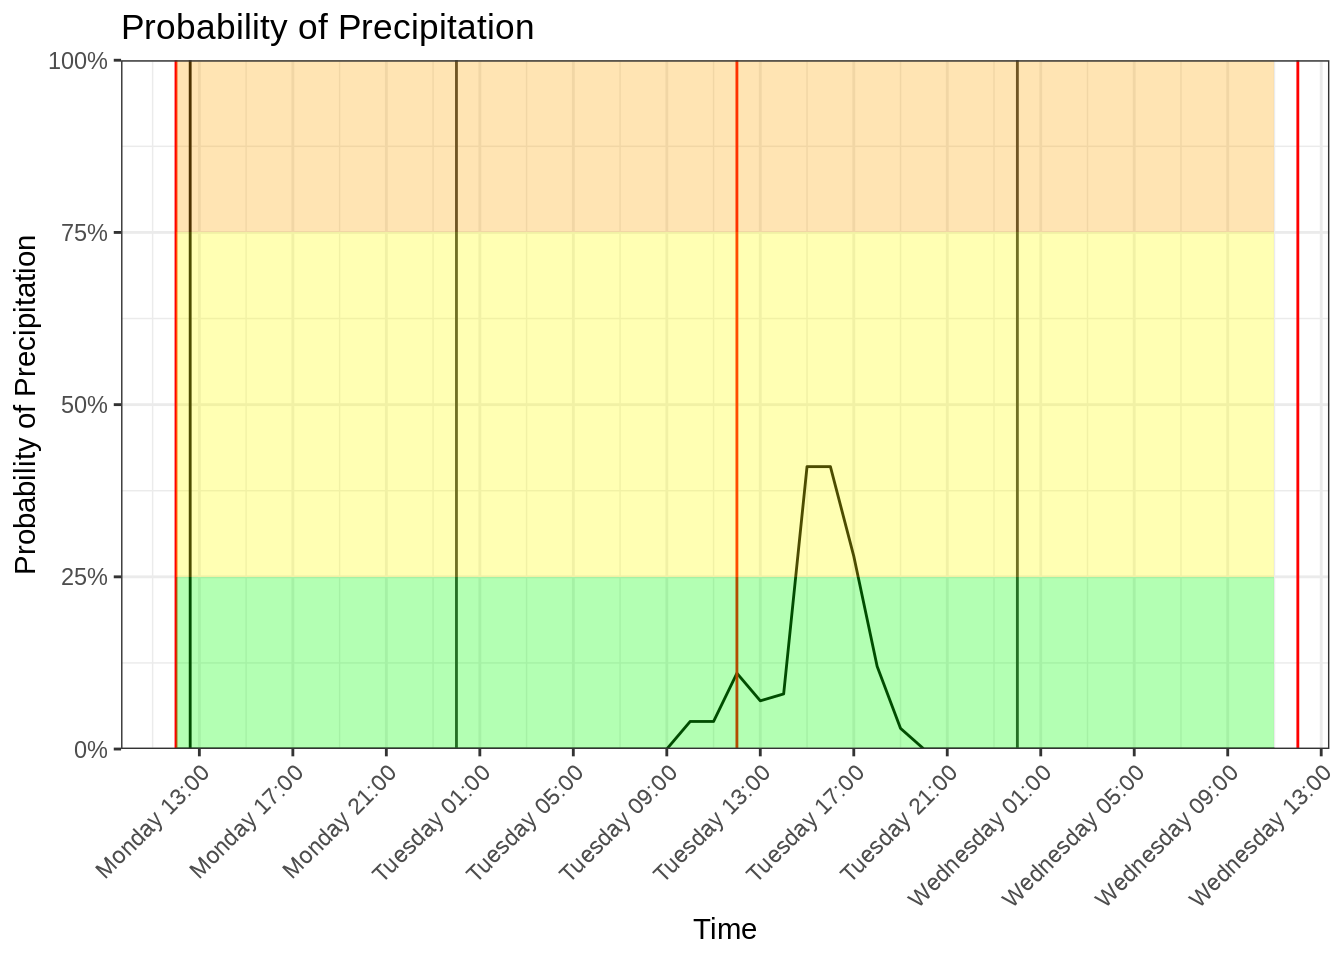 Probability of Precipitation
Probability of Precipitation
100%
75%
50%
25%
0%
Monday 13:00
Monday 17:00
Monday 21:00
Tuesday 01:00
Tuesday 05:00
Tuesday 09:00
Tuesday 13:00
Tuesday 17:00
Tuesday 21:00
Wednesday 01:00
Wednesday 05:00
Wednesday 09:00
Wednesday 13:00
Time